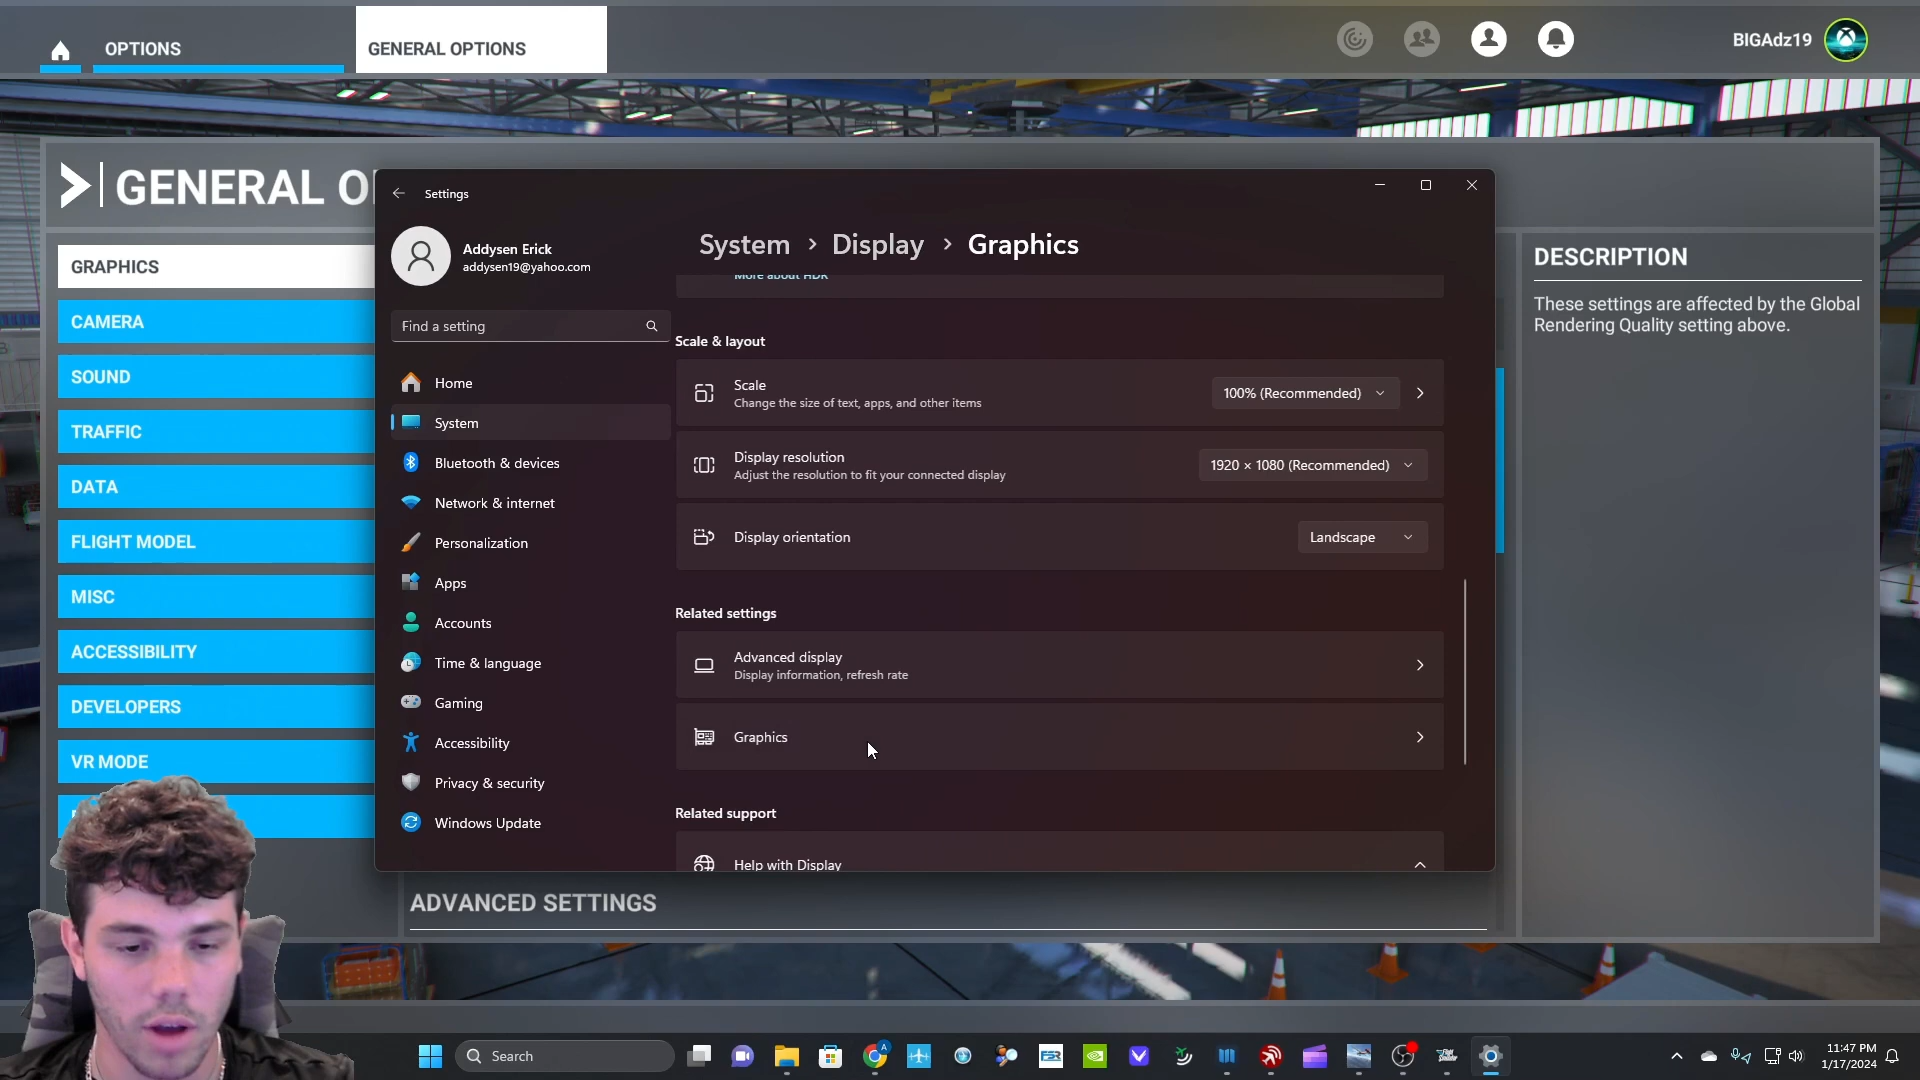 OPTIONS
GENERAL OPTIONS
BIGAdz19
GENERAL O
GRAPHICS
CAMERA
SOUND
TRAFFIC
DATA
FLIGHT MODEL
MISC
ACCESSIBILITY
DEVELOPERS
VR MODE
Settings
Addysen Erick
addysen19@yahoo.com
Find a setting
Home
System
Bluetooth & devices
Network & internet
Personalization
Apps
Accounts
Time & language
Gaming
Accessibility
Privacy & security
Windows Update
System > Display > Graphics
More about HDR
Scale & layout
Scale
Change the size of text, apps, and other items
100% (Recommended)
Display resolution
Adjust the resolution to fit your connected display
1920 × 1080 (Recommended)
Display orientation
Landscape
Related settings
Advanced display
Display information, refresh rate
Graphics
Related support
Help with Display
DESCRIPTION
These settings are affected by the Global
Rendering Quality setting above.
ADVANCED SETTINGS
Search
A
FSR
11:47 PM
1/17/2024